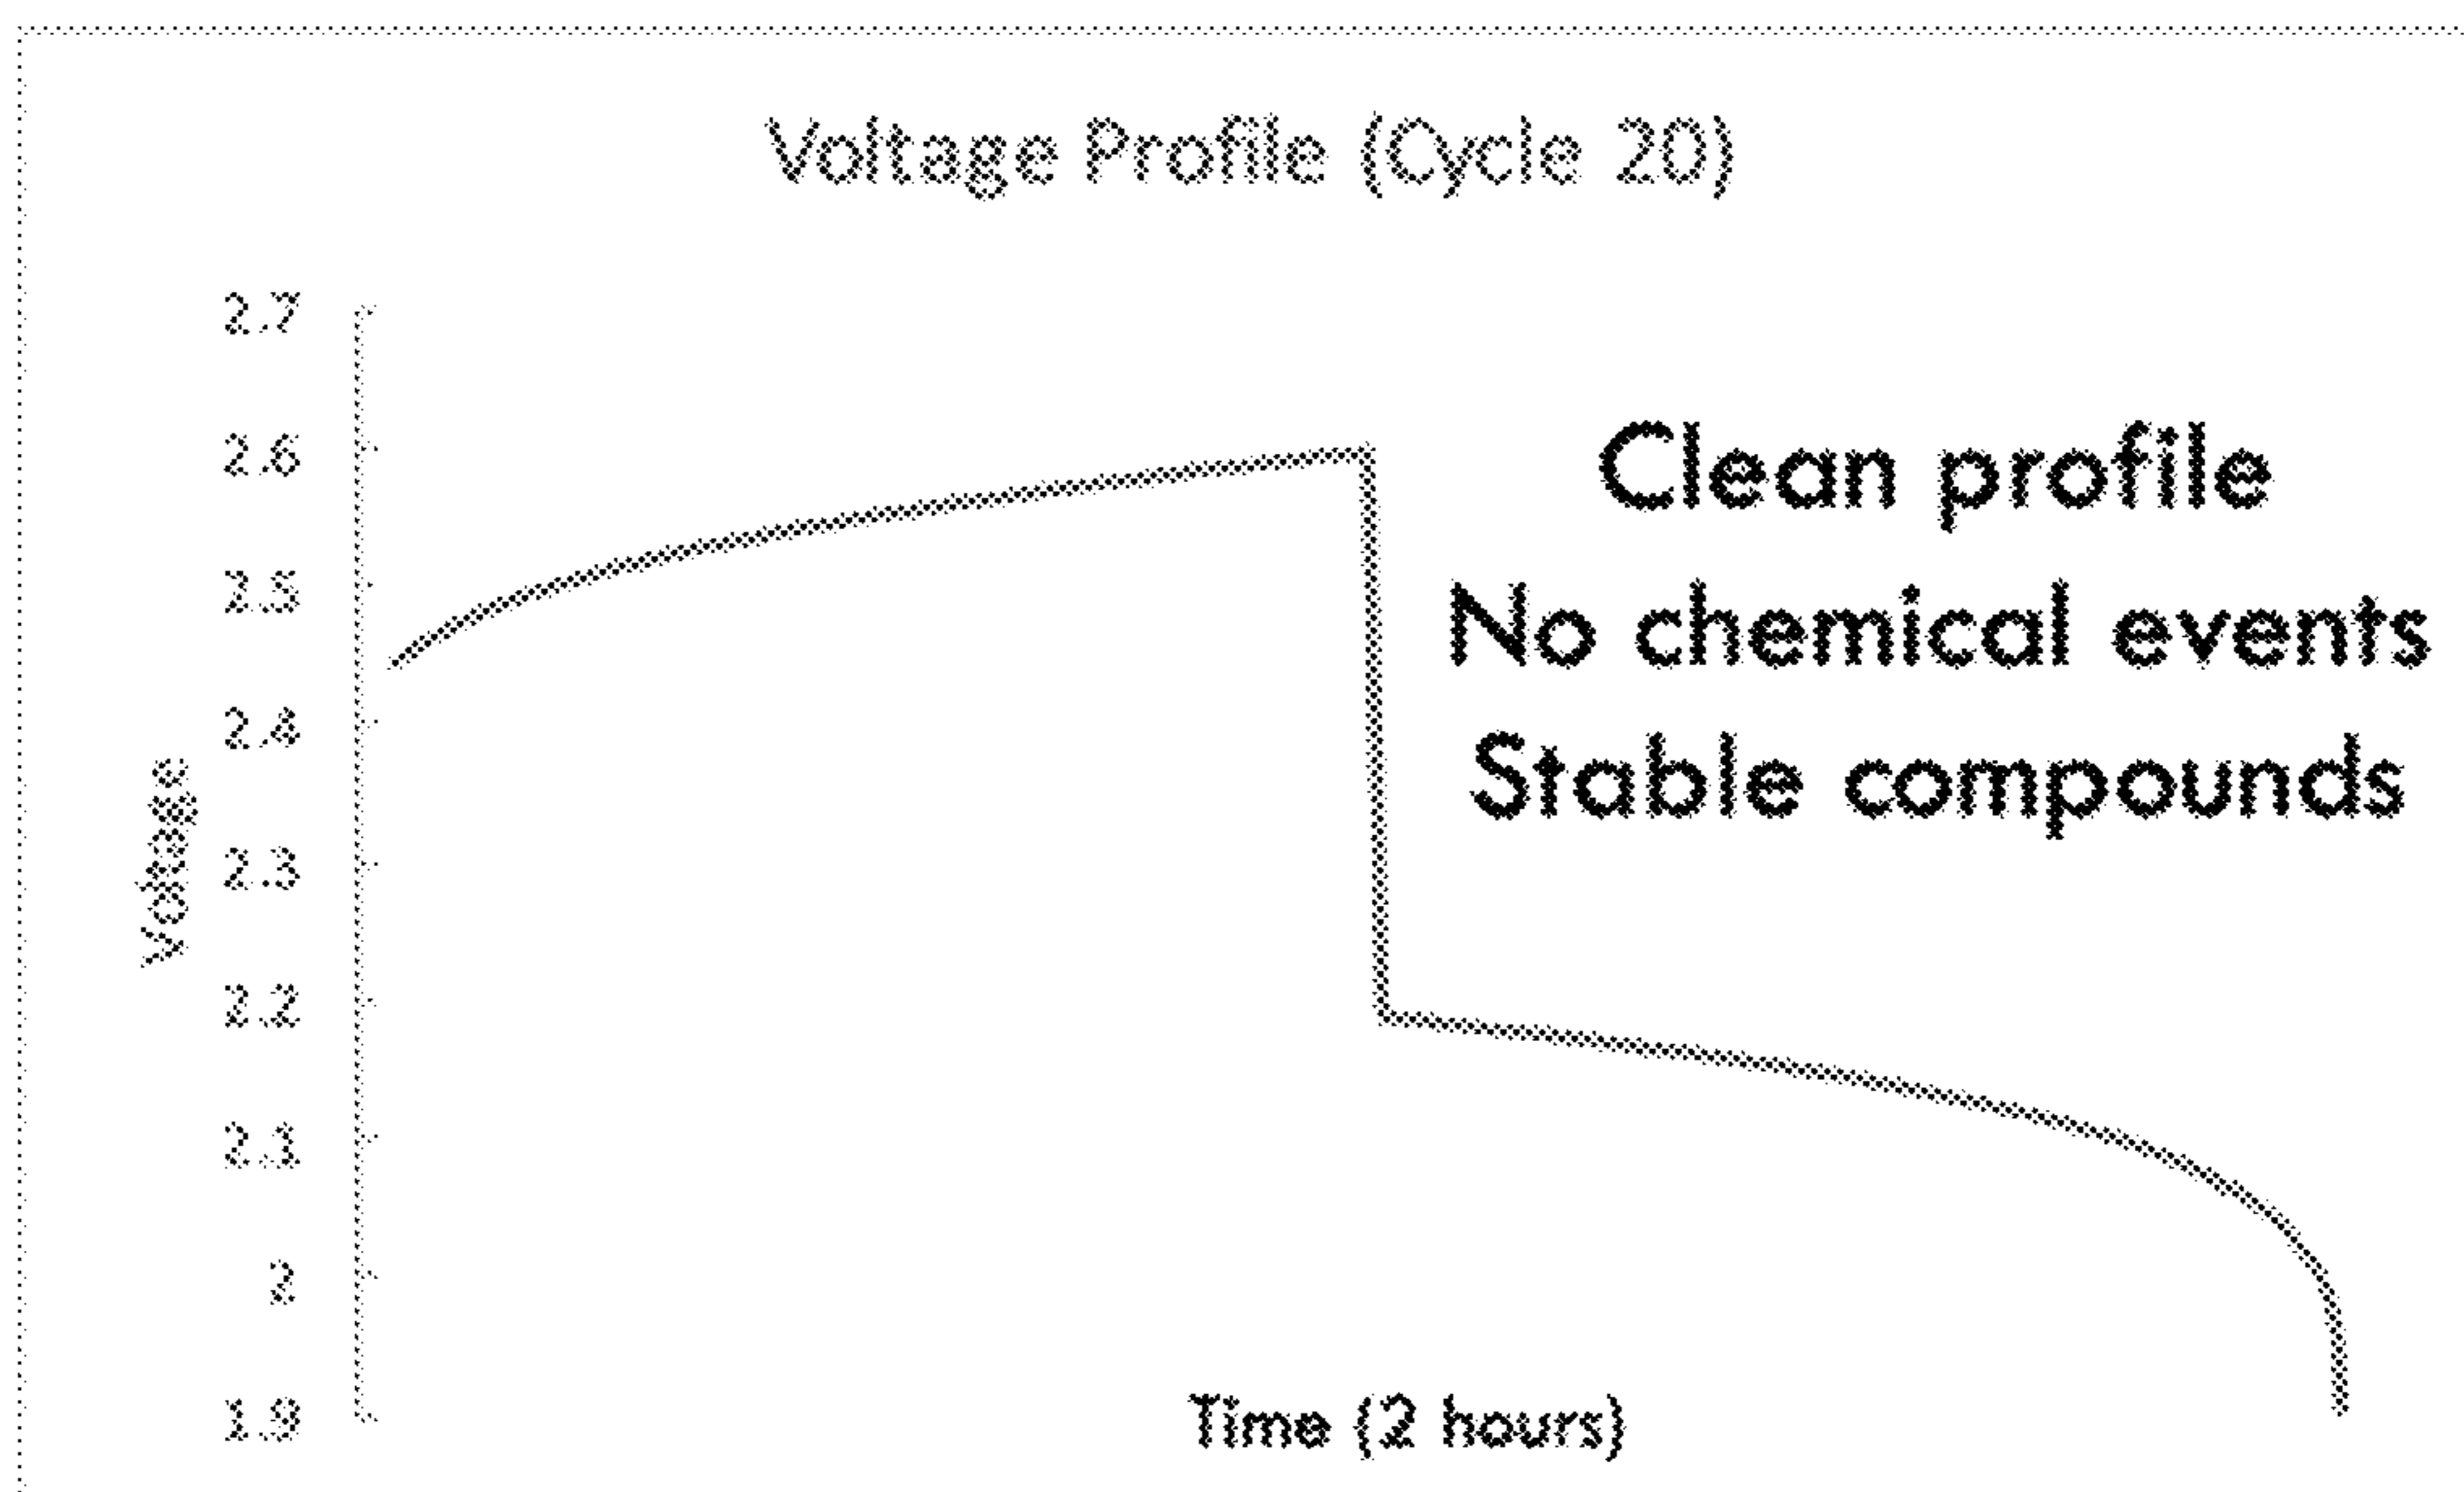 Voltage Profile (Cycle 20)
2.7
2.6
2.5
2.4
2.3
2.2
2.1
2
1.9
Voltage
Clean profile
No chemical events
Stable compounds
Time (2 hours)